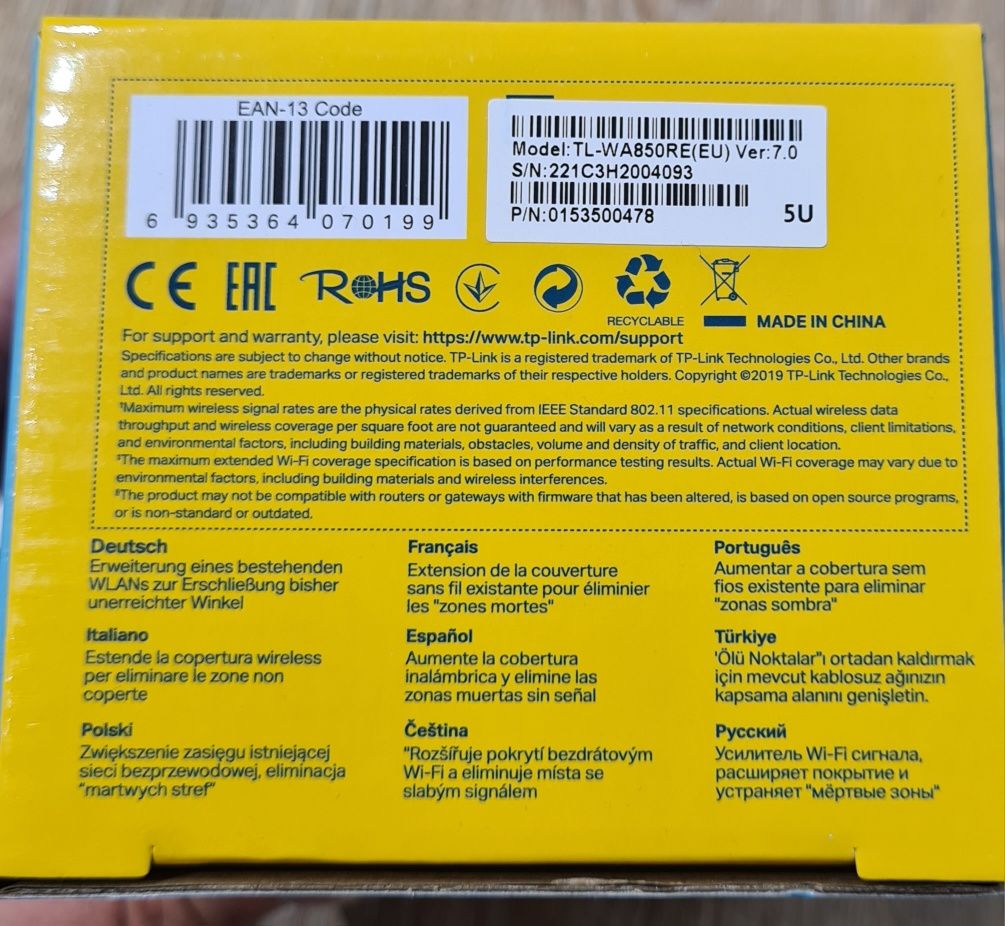 EAN-13 Code
6 935364 070199
Model:TL-WA850RE(EU) Ver:7.0
S/N:221C3H2004093
P/N:0153500478
5U
CE EAC RoHS
RECYCLABLE
MADE IN CHINA
For support and warranty, please visit: https://www.tp-link.com/support
Specifications are subject to change without notice. TP-Link is a registered trademark of TP-Link Technologies Co., Ltd. Other brands
and product names are trademarks or registered trademarks of their respective holders. Copyright ©2019 TP-Link Technologies Co.,
Ltd. All rights reserved.
Maximum wireless signal rates are the physical rates derived from IEEE Standard 802.11 specifications. Actual wireless data
throughput and wireless coverage per square foot are not guaranteed and will vary as a result of network conditions, client limitations,
and environmental factors, including building materials, obstacles, volume and density of traffic, and client location.
The maximum extended Wi-Fi coverage specification is based on performance testing results. Actual Wi-Fi coverage may vary due to
environmental factors, including building materials and wireless interferences.
The product may not be compatible with routers or gateways with firmware that has been altered, is based on open source programs,
or is non-standard or outdated.
Deutsch
Erweiterung eines bestehenden
WLANs zur Erschließung bisher
unerreichter Winkel
Français
Extension de la couverture
sans fil existante pour éliminier
les "zones mortes"
Português
Aumentar a cobertura sem
fios existente para eliminar
"zonas sombra"
Italiano
Estende la copertura wireless
per eliminare le zone non
coperte
Español
Aumente la cobertura
inalámbrica y elimine las
zonas muertas sin señal
Türkiye
'Ölü Noktalar"ı ortadan kaldırmak
için mevcut kablosuz ağınızın
kapsama alanını genişletin.
Polski
Zwiększenie zasięgu istniejącej
sieci bezprzewodowej, eliminacja
"martwych stref"
Čeština
"Rozšířuje pokrytí bezdrátovým
Wi-Fi a eliminuje místa se
slabým signálem
Русский
Усилитель Wi-Fi сигнала,
расширяет покрытие и
устраняет "мёртвые зоны"